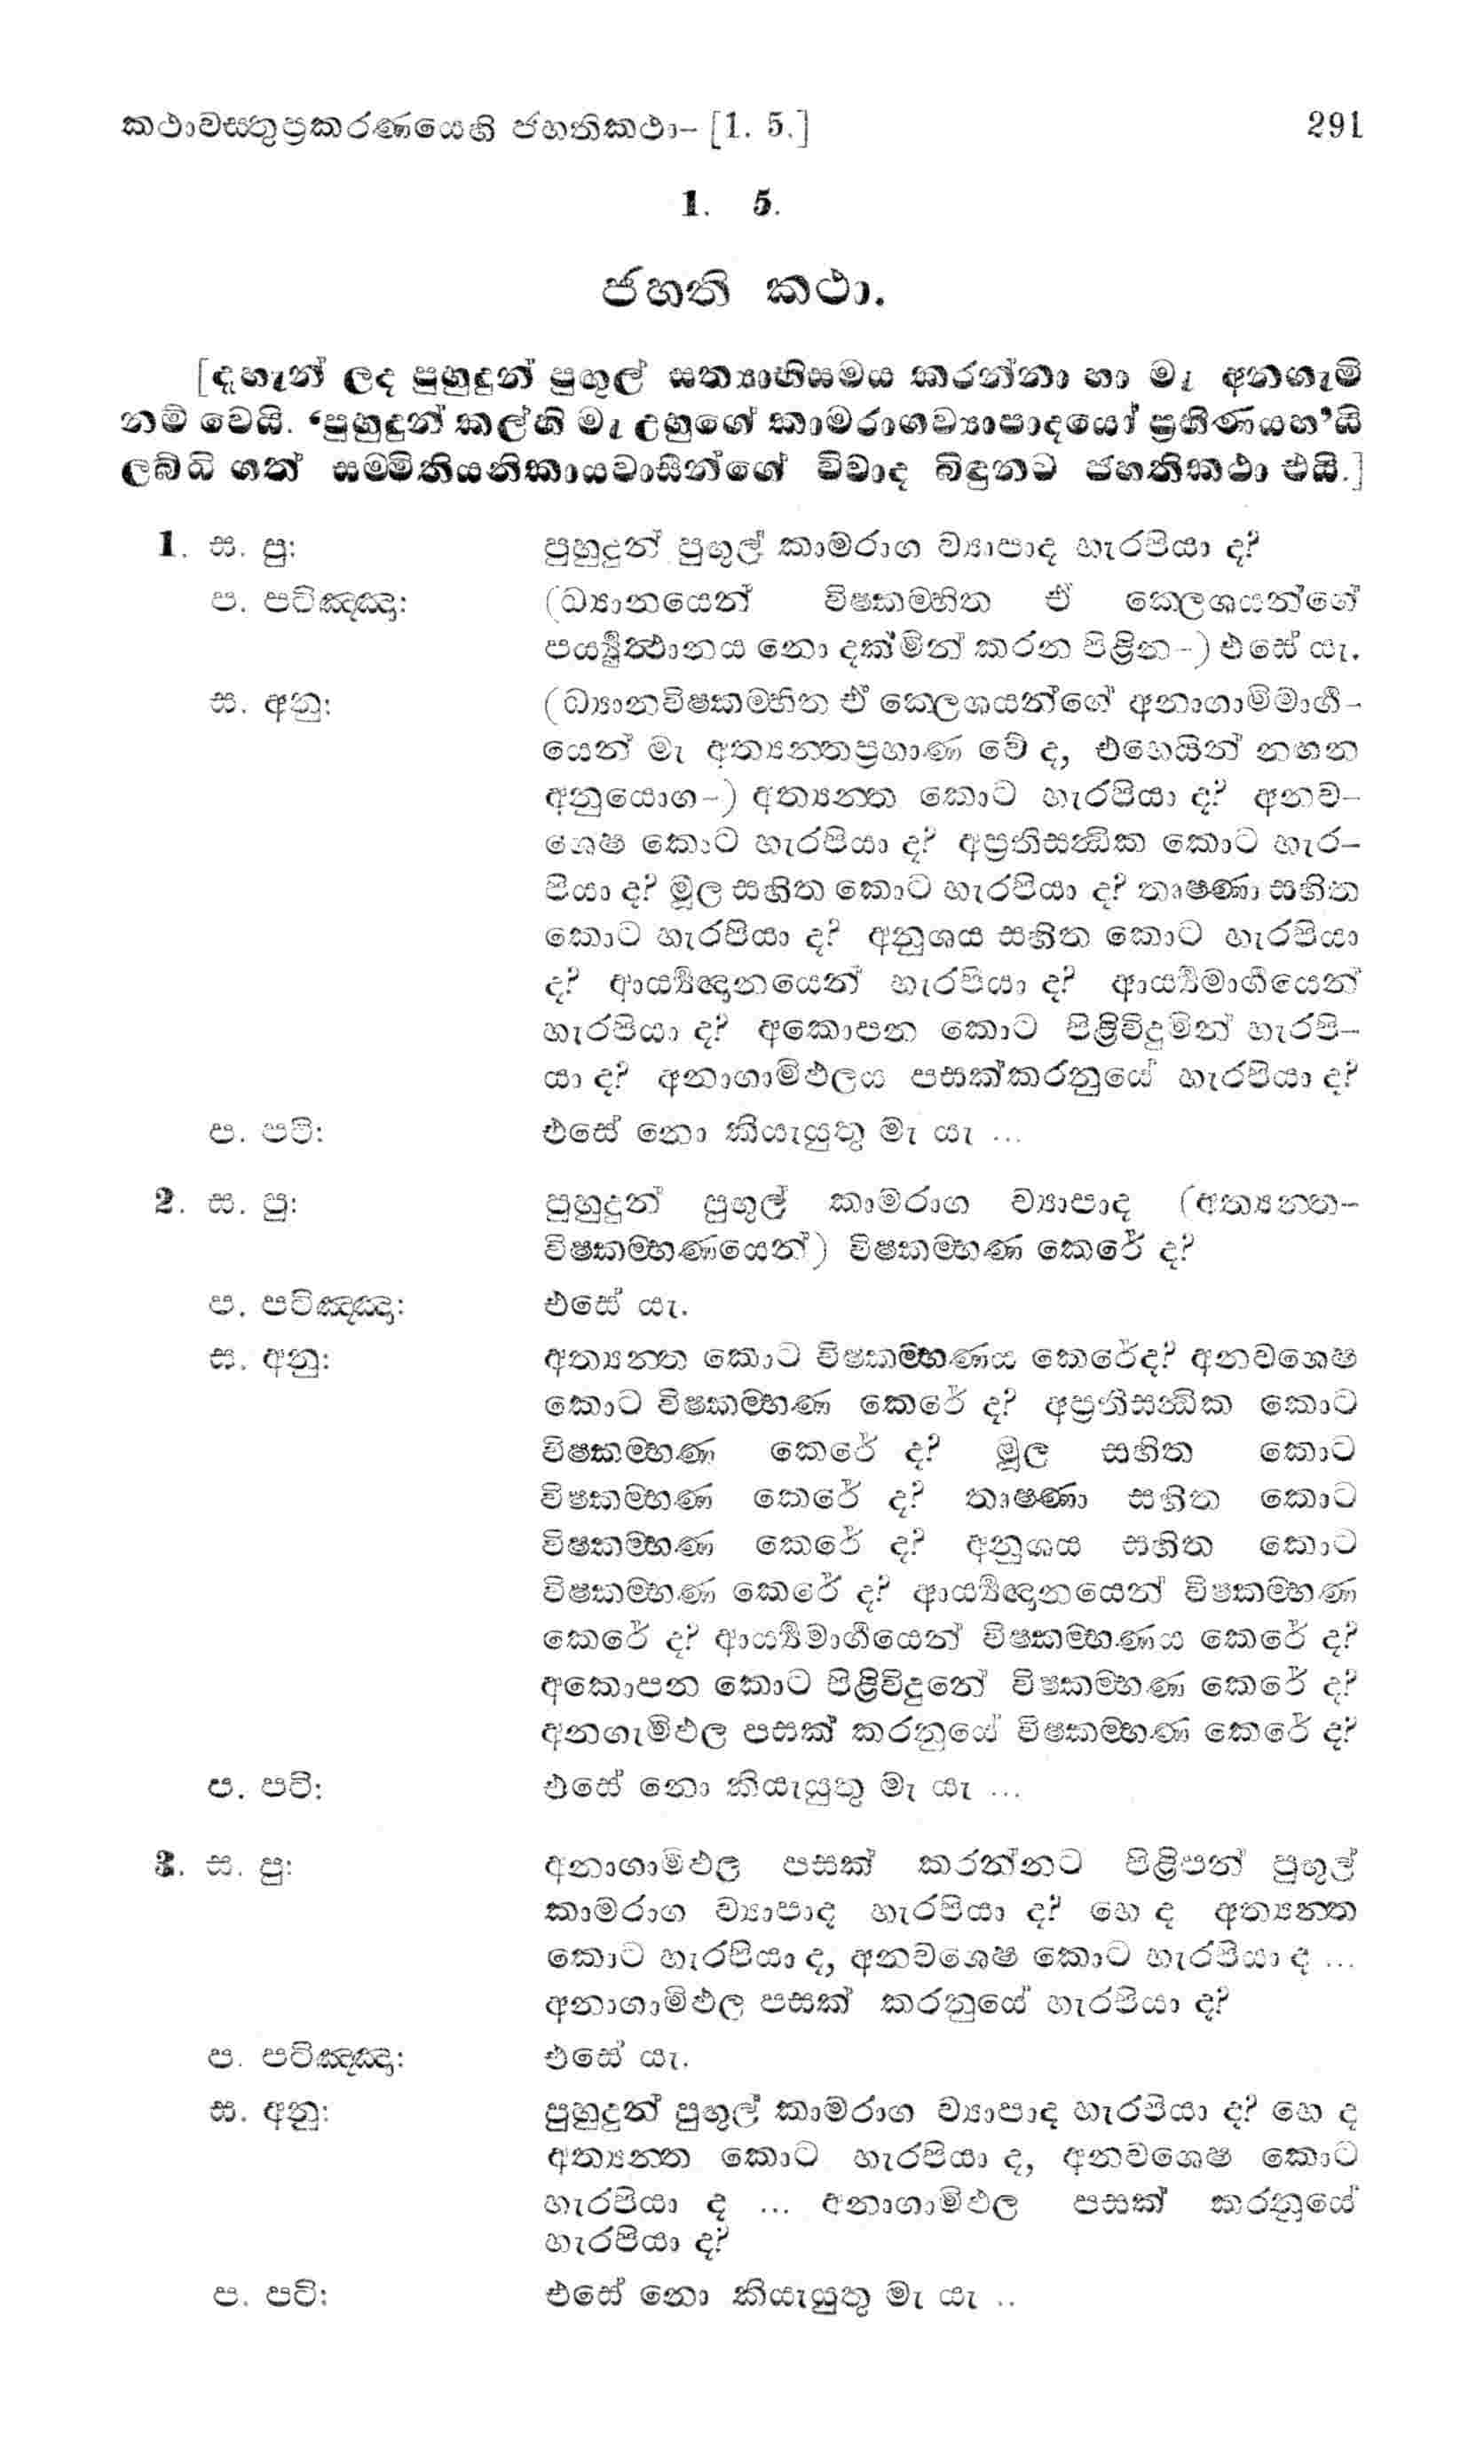 කථාවස්තුප්‍රකරණයෙහි ජහතිකථා- [1. 5.] 291
1. 5.
ජහති කථා.
[දැහැන් ලද පුහුදුන් පුඟුල් සත්‍යාභිසමය කරන්නා හා මැ අනගැමි
නම් වෙයි. ‘පුහුදුන් කල්හි මැ උහුගේ කාමරාගව්‍යාපාදයෝ ප්‍රහීණයහ’යි
ලබ්ධි ගත් සම්මිතියනිකායවාසීන්ගේ විවාද බිඳුනට ජහතිකථා එයි.]
1. ස. පු: පුහුදුන් පුඟුල් කාමරාග ව්‍යාපාද හැරපියා ද?
ප. පටිඤ්ඤා: (ධ්‍යානයෙන් විෂ්කම්භිත ඒ ක්ලෙශයන්ගේ
පර්‍ය්‍යුත්ථානය නො දක්මින් කරන පිළින-) එසේ යැ.
ස. අනු: (ධ්‍යානවිෂ්කම්භිත ඒ ක්ලෙශයන්ගේ අනාගාමිමාර්ග-
යෙන් මැ අත්‍යන්තප්‍රහාණ වේ ද, එහෙයින් නඟන
අනුයොග-) අත්‍යන්ත කොට හැරපියා ද? අනව-
ශෙෂ කොට හැරපියා ද? අප්‍රතිසන්ධික කොට හැර-
පියා ද? මූල සහිත කොට හැරපියා ද? තෘෂ්ණා සහිත
කොට හැරපියා ද? අනුශය සහිත කොට හැරපියා
ද? ආර්‍ය්‍යඥානයෙන් හැරපියා ද? ආර්‍ය්‍යමාර්ගයෙන්
හැරපියා ද? අකොපන කොට පිළිවිදුමින් හැරපි-
යා ද? අනාගාමිඵලය පසක්කරනුයේ හැරපියා ද?
ප. පටි: එසේ නො කියැයුතු මැ යැ ...
2. ස. පු: පුහුදුන් පුඟුල් කාමරාග ව්‍යාපාද (අත්‍යන්ත-
විෂ්කම්භණයෙන්) විෂ්කම්භණ කෙරේ ද?
ප. පටිඤ්ඤා: එසේ යැ.
ස. අනු: අත්‍යන්ත කොට විෂ්කම්භණය කෙරේද? අනවශෙෂ
කොට විෂ්කම්භණ කෙරේ ද? අප්‍රතිසන්ධික කොට
විෂ්කම්භණ කෙරේ ද? මූල සහිත කොට
විෂ්කම්භණ කෙරේ ද? තෘෂ්ණා සහිත කොට
විෂ්කම්භණ කෙරේ ද? අනුශය සහිත කොට
විෂ්කම්භණ කෙරේ ද? ආර්‍ය්‍යඥානයෙන් විෂ්කම්භණ
කෙරේ ද? ආර්‍ය්‍යමාර්ගයෙන් විෂ්කම්භණය කෙරේ ද?
අකොපන කොට පිළිවිදුනේ විෂ්කම්භණ කෙරේ ද?
අනගැමිඵල පසක් කරනුයේ විෂ්කම්භණ කෙරේ ද?
ප. පටි: එසේ නො කියැයුතු මැ යැ ...
3. ස. පු: අනාගාමිඵල පසක් කරන්නට පිළිපන් පුඟුල්
කාමරාග ව්‍යාපාද හැරපියා ද? හෙ ද අත්‍යන්ත
කොට හැරපියා ද, අනවශෙෂ කොට හැරපියා ද ...
අනාගාමිඵල පසක් කරනුයේ හැරපියා ද?
ප. පටිඤ්ඤා: එසේ යැ.
ස. අනු: පුහුදුන් පුඟුල් කාමරාග ව්‍යාපාද හැරපියා ද? හෙ ද
අත්‍යන්ත කොට හැරපියා ද, අනවශෙෂ කොට
හැරපියා ද ... අනාගාමිඵල පසක් කරනුයේ
හැරපියා ද?
ප. පටි: එසේ නො කියැයුතු මැ යැ ..